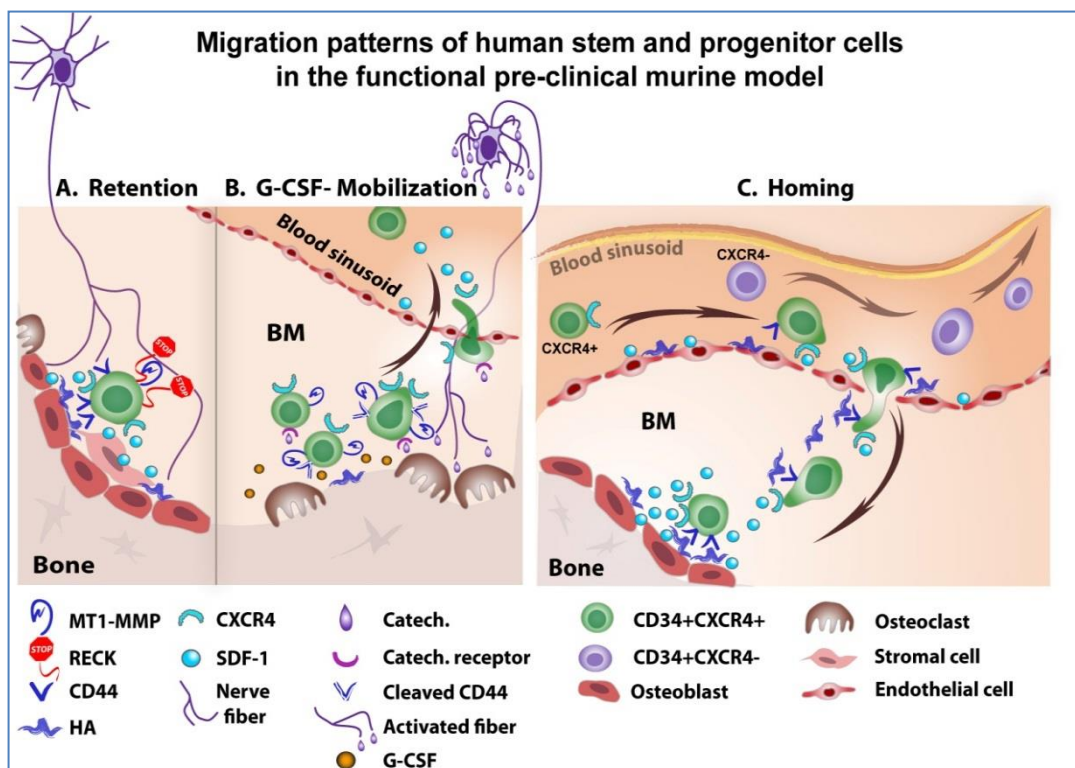 Migration patterns of human stem and progenitor cells
in the functional pre-clinical murine model
A. Retention
B. G-CSF- Mobilization
C. Homing
STOP
STOP
Bone
Blood sinusoid
BM
Blood sinusoid
CXCR4-
CXCR4+
BM
Bone
MT1-MMP
STOP
RECK
CD44
HA
CXCR4
SDF-1
Nerve
fiber
Catech.
Catech. receptor
Cleaved CD44
Activated fiber
G-CSF
CD34+CXCR4+
CD34+CXCR4-
Osteoblast
Osteoclast
Stromal cell
Endothelial cell